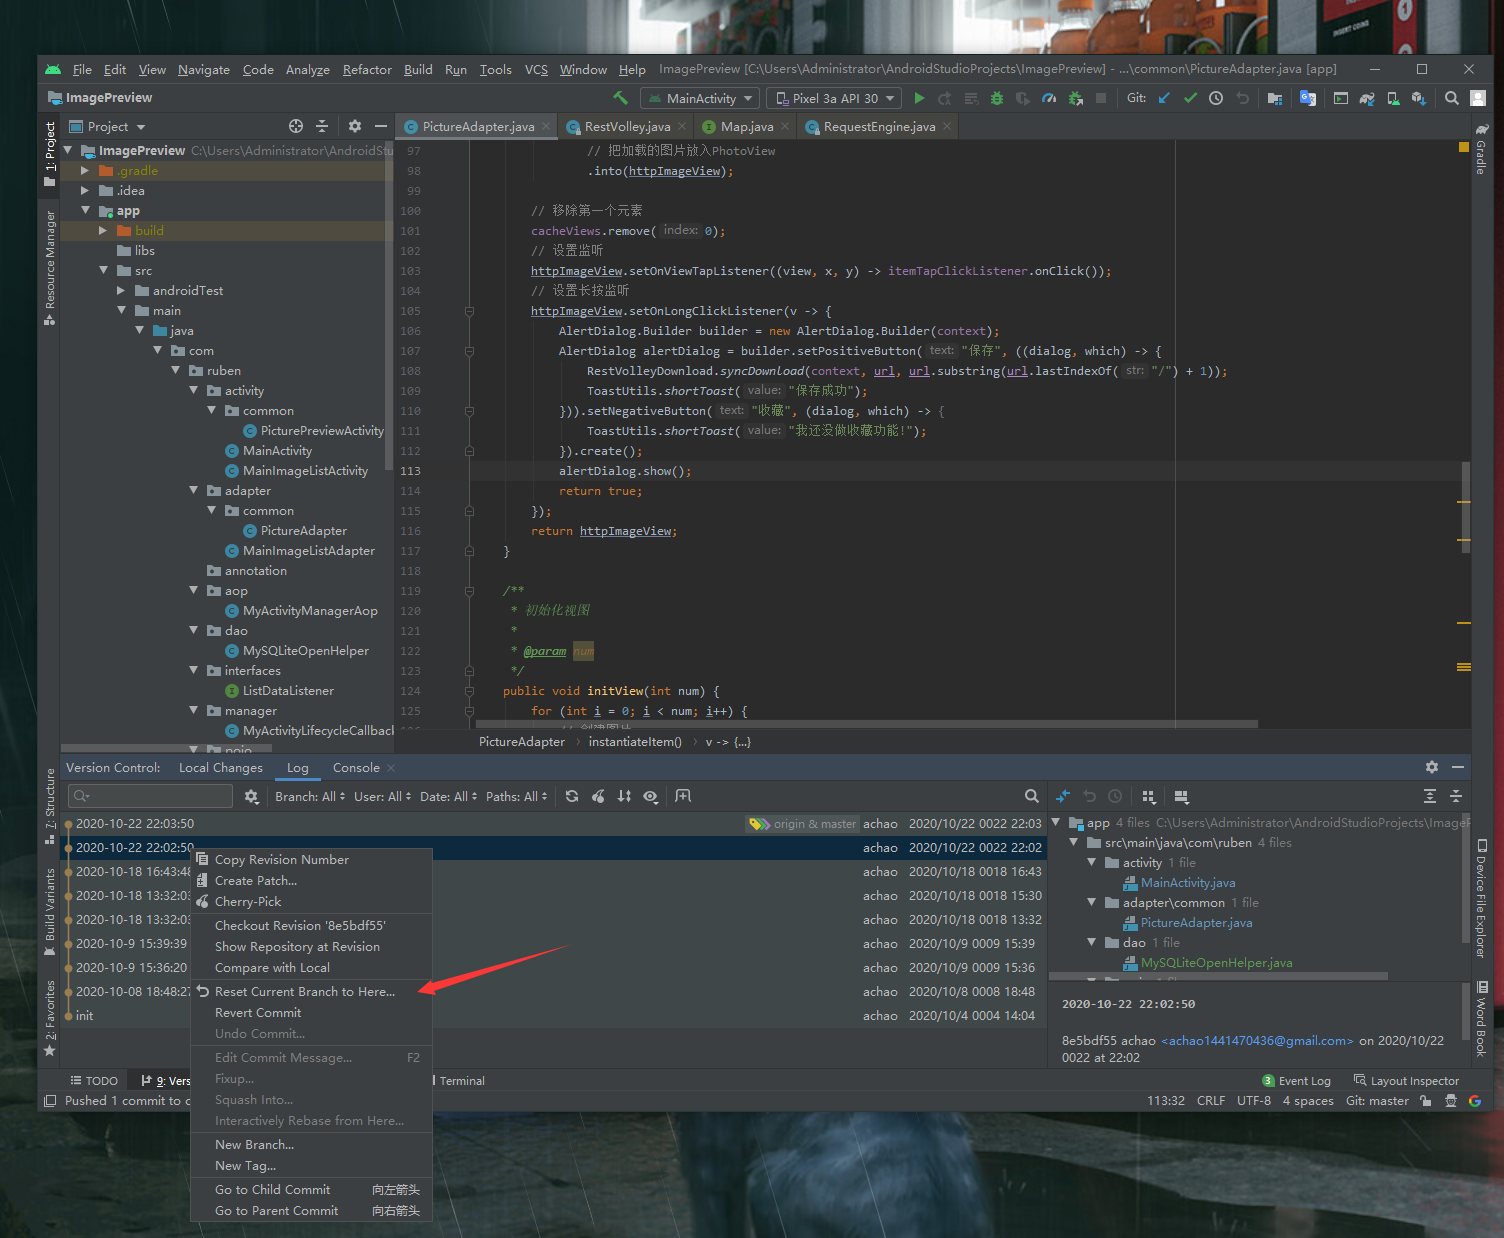 INSERT COINS
1
File Edit View Navigate Code Analyze Refactor Build Run Tools VCS Window Help ImagePreview [C:\Users\Administrator\AndroidStudioProjects\ImagePreview] - ...\common\PictureAdapter.java [app]
ImagePreview MainActivity Pixel 3a API 30 Git:
1: Project
Resource Manager
7: Structure
Build Variants
2: Favorites
Project
ImagePreview C:\Users\Administrator\AndroidStu
.gradle
.idea
app
build
libs
src
androidTest
main
java
com
ruben
activity
common
PicturePreviewActivity
MainActivity
MainImageListActivity
adapter
common
PictureAdapter
MainImageListAdapter
annotation
aop
MyActivityManagerAop
dao
MySQLiteOpenHelper
interfaces
ListDataListener
manager
MyActivityLifecycleCallback
pojo
PictureAdapter.java RestVolley.java Map.java RequestEngine.java
97 // 把加载的图片放入PhotoView
98 .into(httpImageView);
99
100 // 移除第一个元素
101 cacheViews.remove( index: 0);
102 // 设置监听
103 httpImageView.setOnViewTapListener((view, x, y) -> itemTapClickListener.onClick());
104 // 设置长按监听
105 httpImageView.setOnLongClickListener(v -> {
106 AlertDialog.Builder builder = new AlertDialog.Builder(context);
107 AlertDialog alertDialog = builder.setPositiveButton( text: "保存", ((dialog, which) -> {
108 RestVolleyDownload.syncDownload(context, url, url.substring(url.lastIndexOf( str: "/") + 1));
109 ToastUtils.shortToast( value: "保存成功");
110 })).setNegativeButton( text: "收藏", (dialog, which) -> {
111 ToastUtils.shortToast( value: "我还没做收藏功能!");
112 }).create();
113 alertDialog.show();
114 return true;
115 });
116 return httpImageView;
117 }
118
119 /**
120 * 初始化视图
121 *
122 * @param num
123 */
124 public void initView(int num) {
125 for (int i = 0; i < num; i++) {
// 创建图片
PictureAdapter › instantiateItem() › v -> {...}
Gradle
Device File Explorer
Word Book
Version Control: Local Changes Log Console
Branch: All User: All Date: All Paths: All
2020-10-22 22:03:50 origin & master achao 2020/10/22 0022 22:03
2020-10-22 22:02:50 achao 2020/10/22 0022 22:02
2020-10-18 16:43:48 achao 2020/10/18 0018 16:43
2020-10-18 13:32:03 achao 2020/10/18 0018 15:30
2020-10-18 13:32:03 achao 2020/10/18 0018 13:32
2020-10-9 15:39:39 achao 2020/10/9 0009 15:39
2020-10-9 15:36:20 achao 2020/10/9 0009 15:36
2020-10-08 18:48:27 achao 2020/10/8 0008 18:48
init achao 2020/10/4 0004 14:04
Copy Revision Number
Create Patch...
Cherry-Pick
Checkout Revision '8e5bdf55'
Show Repository at Revision
Compare with Local
Reset Current Branch to Here...
Revert Commit
Undo Commit...
Edit Commit Message... F2
Fixup...
Squash Into...
Interactively Rebase from Here...
New Branch...
New Tag...
Go to Child Commit 向左箭头
Go to Parent Commit 向右箭头
app 4 files C:\Users\Administrator\AndroidStudioProjects\ImageP
src\main\java\com\ruben 4 files
activity 1 file
MainActivity.java
adapter\common 1 file
PictureAdapter.java
dao 1 file
MySQLiteOpenHelper.java
2020-10-22 22:02:50
8e5bdf55 achao <achao1441470436@gmail.com> on 2020/10/22
0022 at 22:02
TODO 9: Vers Terminal 3 Event Log Layout Inspector
Pushed 1 commit to o 113:32 CRLF UTF-8 4 spaces Git: master